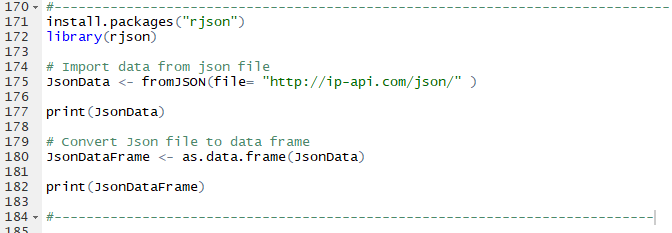 170 #--------------------------------------------------------------------------------
171 install.packages("rjson")
172 library(rjson)
173
174 # Import data from json file
175 JsonData <- fromJSON(file= "http://ip-api.com/json/" )
176
177 print(JsonData)
178
179 # Convert Json file to data frame
180 JsonDataFrame <- as.data.frame(JsonData)
181
182 print(JsonDataFrame)
183
184 #------------------------------------------------------------------------------
185